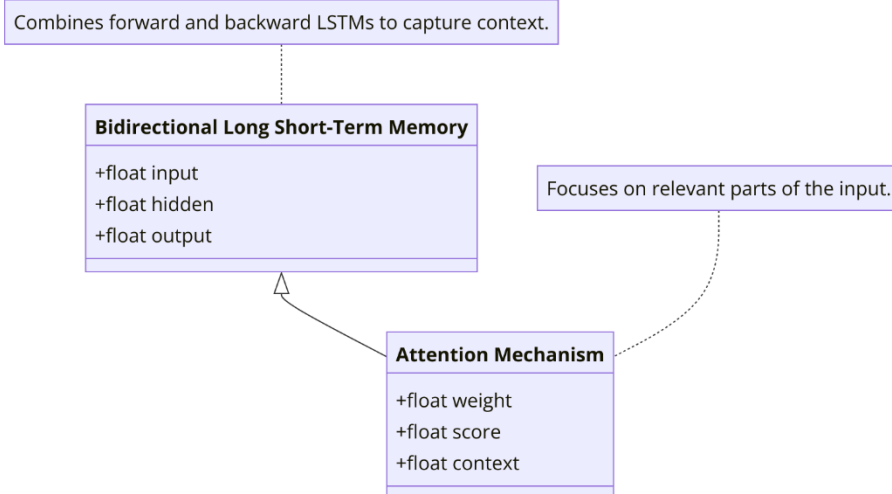 Combines forward and backward LSTMs to capture context.
Bidirectional Long Short-Term Memory
+float input
+float hidden
+float output
Focuses on relevant parts of the input.
Attention Mechanism
+float weight
+float score
+float context